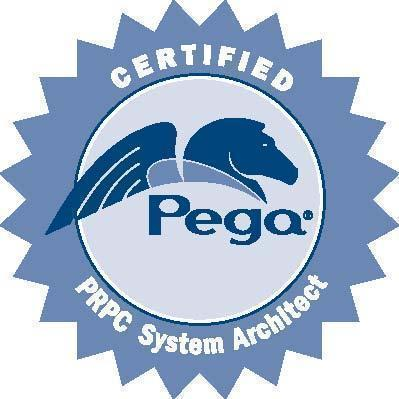 CERTIFIED
Pega®
PRPC System Architect